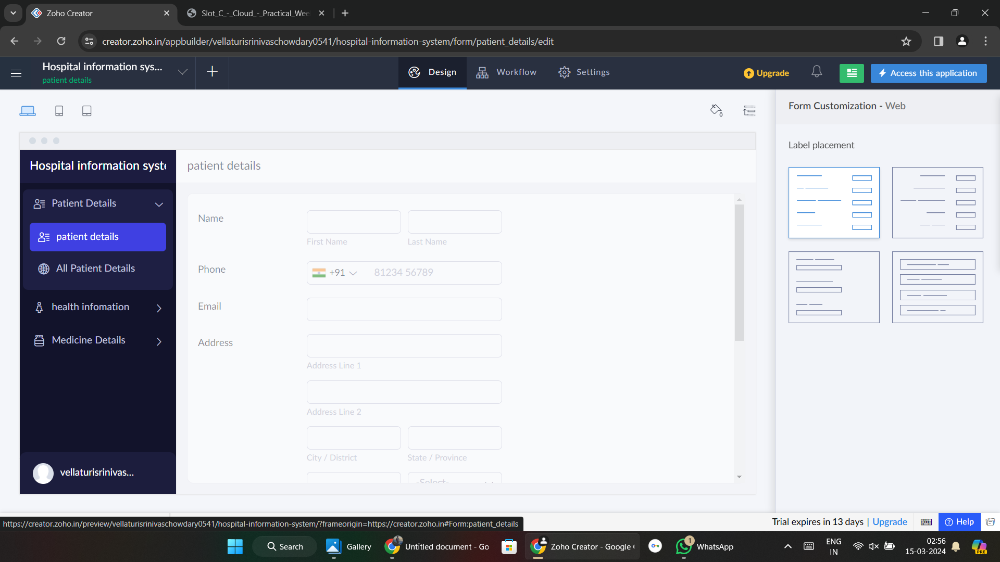 Zoho Creator
Slot_C_-_Cloud_-_Practical_Wee
creator.zoho.in/appbuilder/vellaturisrinivaschowdary0541/hospital-information-system/form/patient_details/edit
Hospital information sys...
patient details
Design
Workflow
Settings
Upgrade
Access this application
Form Customization - Web
Label placement
Hospital information syste
patient details
Patient Details
patient details
All Patient Details
health infomation
Medicine Details
vellaturisrinivas...
Name
First Name
Last Name
Phone
+91
81234 56789
Email
Address
Address Line 1
Address Line 2
City / District
State / Province
-Select-
https://creator.zoho.in/preview/vellaturisrinivaschowdary0541/hospital-information-system/?frameorigin=https://creator.zoho.in#Form:patient_details
Trial expires in 13 days | Upgrade
Help
Search
Gallery
Untitled document - Go
Zoho Creator - Google
1
WhatsApp
ENG
IN
02:56
15-03-2024
PRE